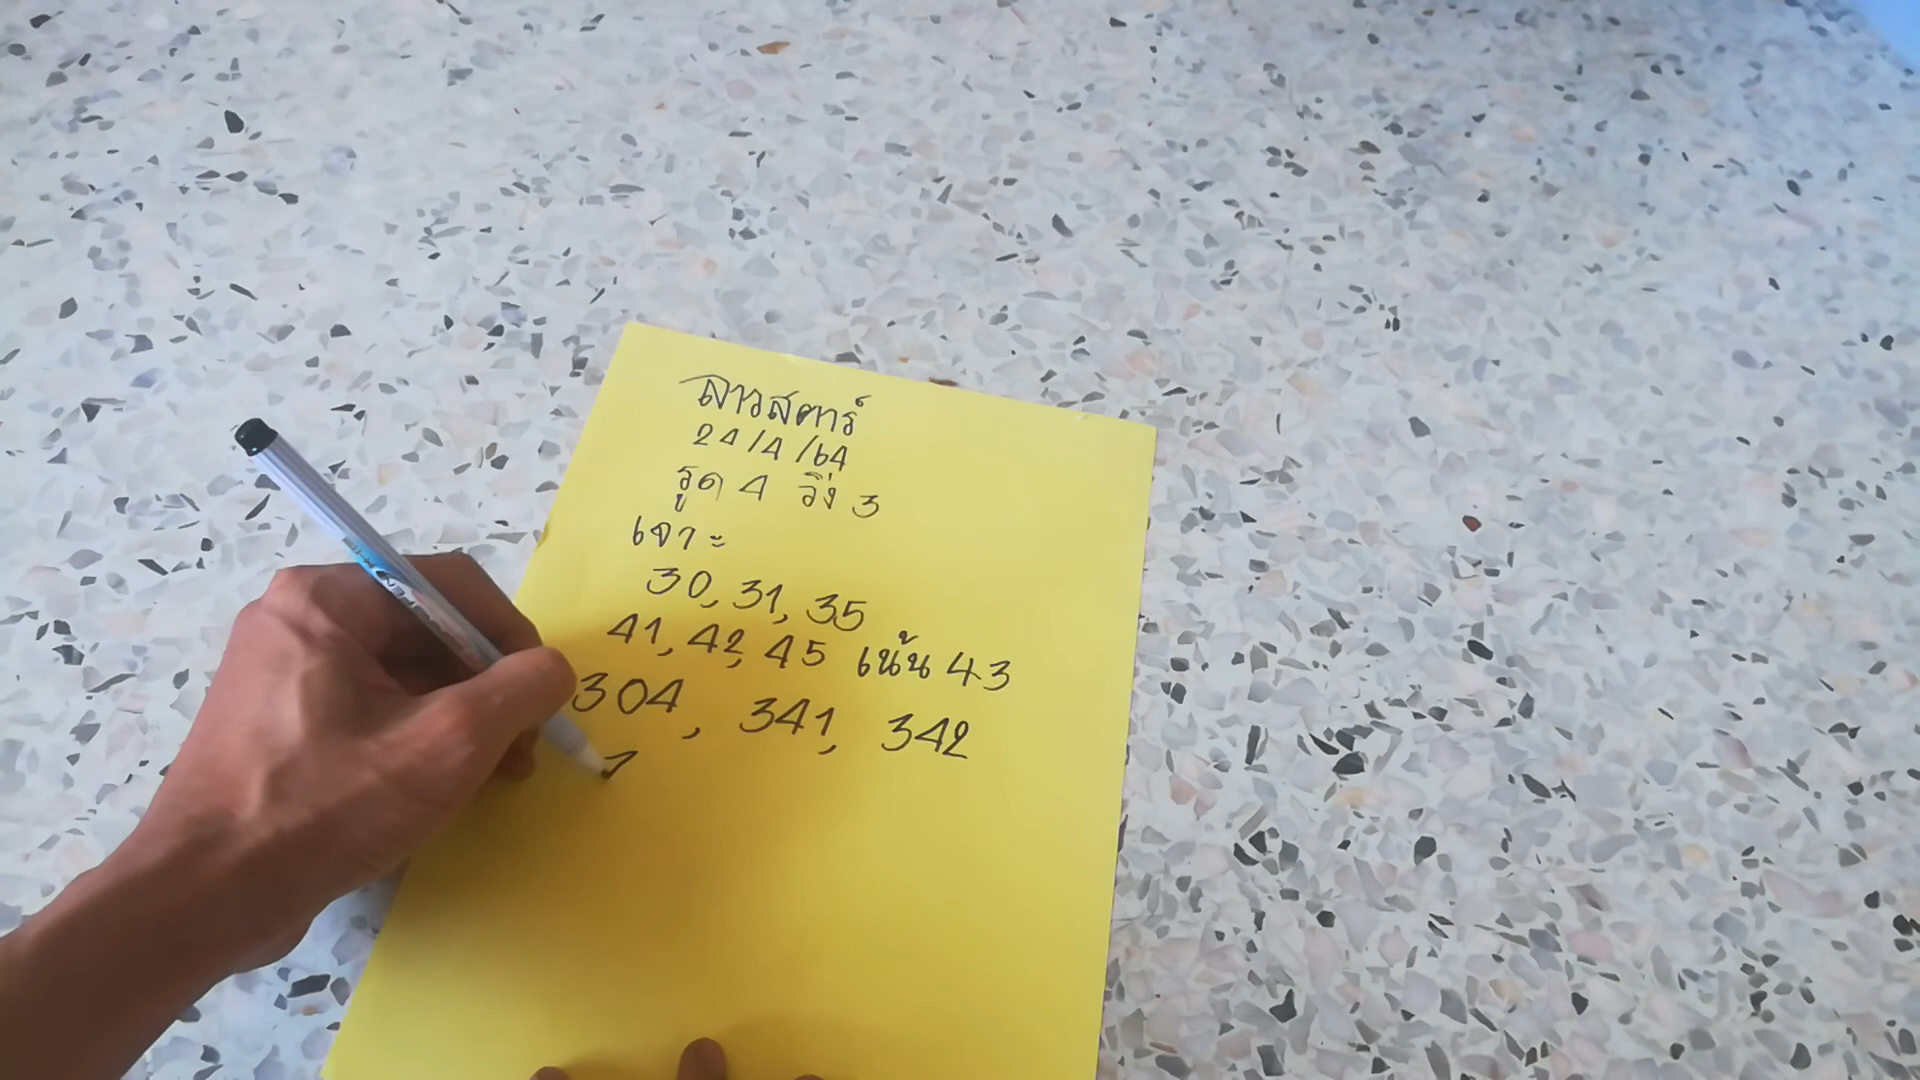 ลาวสตาร์
24/4/64
รูด 4 วิ่ง 3
เจาะ
30, 31, 35
41, 42, 45 เน้น 43
304, 341, 342